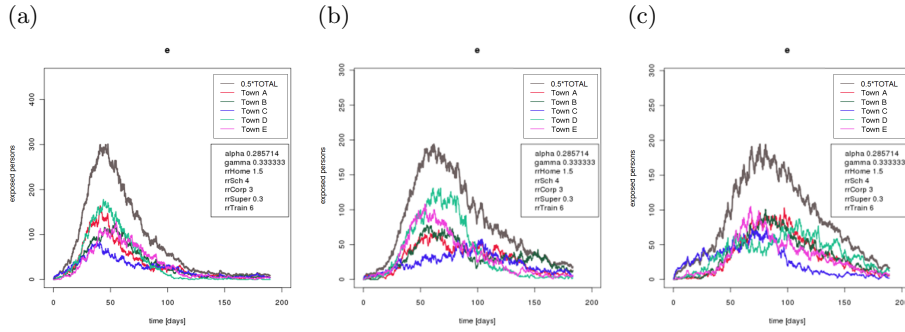 (a)
e
exposed persons
400
300
200
100
0
0.5*TOTAL
Town A
Town B
Town C
Town D
Town E
alpha 0.285714
gamma 0.333333
rrHome 1.5
rrSch 4
rrCorp 3
rrSuper 0.3
rrTrain 6
0 50 100 150 200
time [days]
(b)
e
exposed persons
300
250
200
150
100
50
0
0.5*TOTAL
Town A
Town B
Town C
Town D
Town E
alpha 0.285714
gamma 0.333333
rrHome 1.5
rrSch 4
rrCorp 3
rrSuper 0.3
rrTrain 6
0 50 100 150 200
time [days]
(c)
e
exposed persons
300
250
200
150
100
50
0
0.5*TOTAL
Town A
Town B
Town C
Town D
Town E
alpha 0.285714
gamma 0.333333
rrHome 1.5
rrSch 4
rrCorp 3
rrSuper 0.3
rrTrain 6
0 50 100 150 200
time [days]